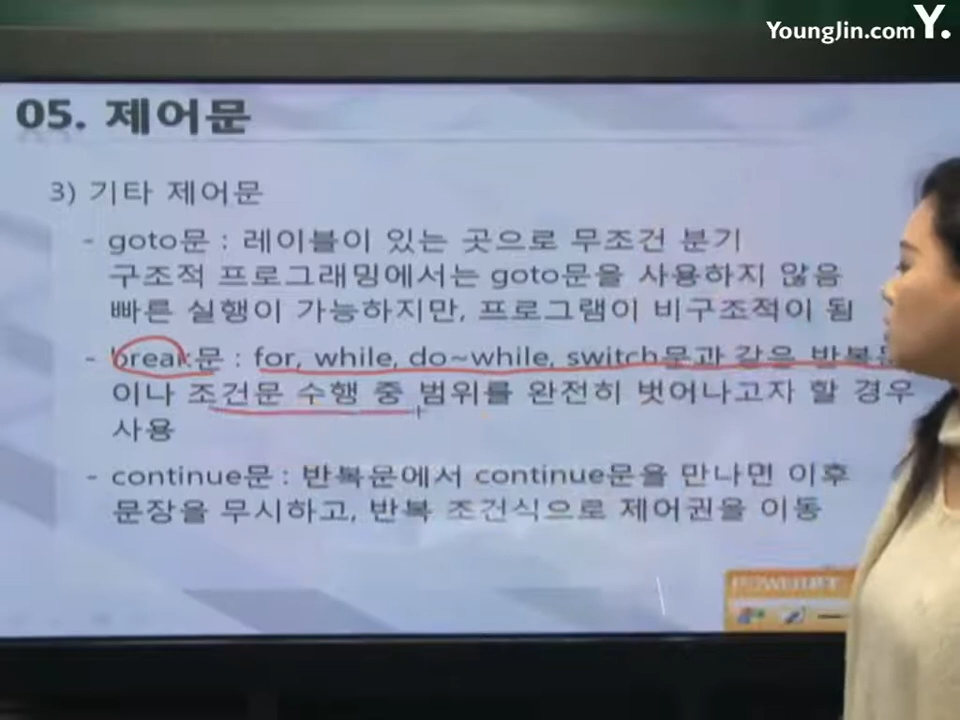 YoungJin.com Y.
05. 제어문
3) 기타 제어문
- goto문 : 레이블이 있는 곳으로 무조건 분기
구조적 프로그래밍에서는 goto문을 사용하지 않음
빠른 실행이 가능하지만, 프로그램이 비구조적이 됨
- break문 : for, while, do~while, switch문과 같은 반복문
이나 조건문 수행 중 범위를 완전히 벗어나고자 할 경우
사용
- continue문 : 반복문에서 continue문을 만나면 이후
문장을 무시하고, 반복 조건식으로 제어권을 이동